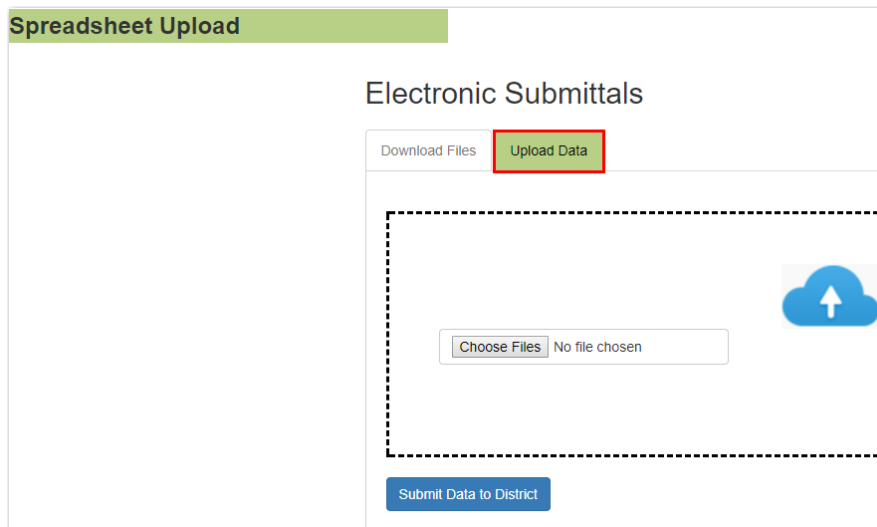 Spreadsheet Upload
Electronic Submittals
Download Files Upload Data
Choose Files No file chosen
Submit Data to District